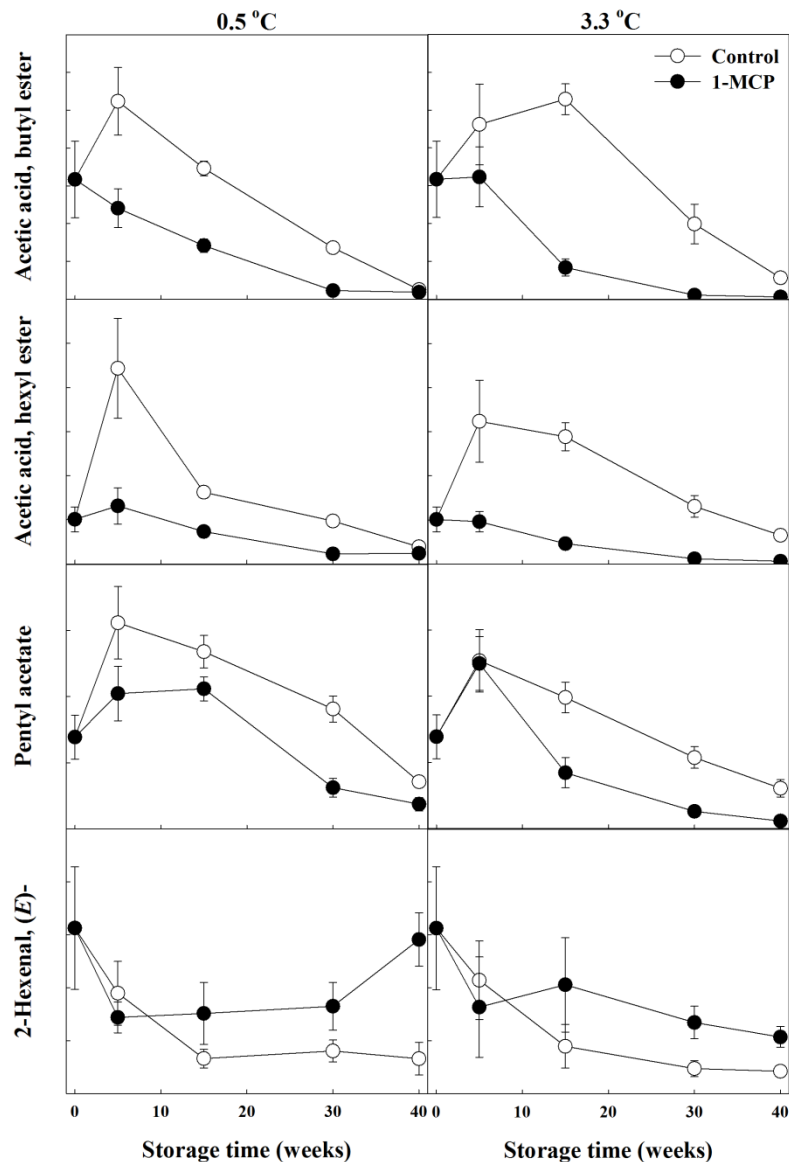 0.5 °C
3.3 °C
Control
1-MCP
Acetic acid, butyl ester
Acetic acid, hexyl ester
Pentyl acetate
2-Hexenal, (E)-
0 10 20 30 40
0 10 20 30 40
Storage time (weeks)
Storage time (weeks)